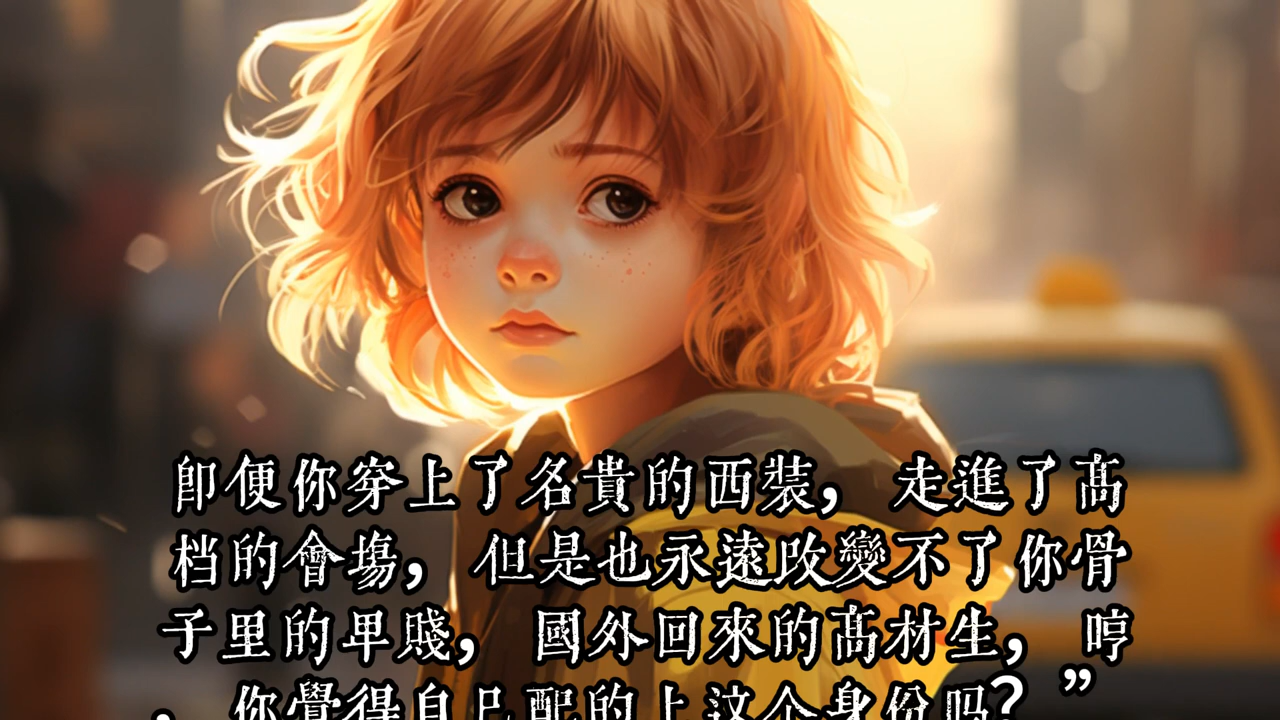 即便你穿上了名貴的西裝， 走進了高
档的會場， 但是也永遠改變不了你骨
子里的卑賤， 國外回來的高材生， 哼
， 你覺得自己配的上这个身份吗？”